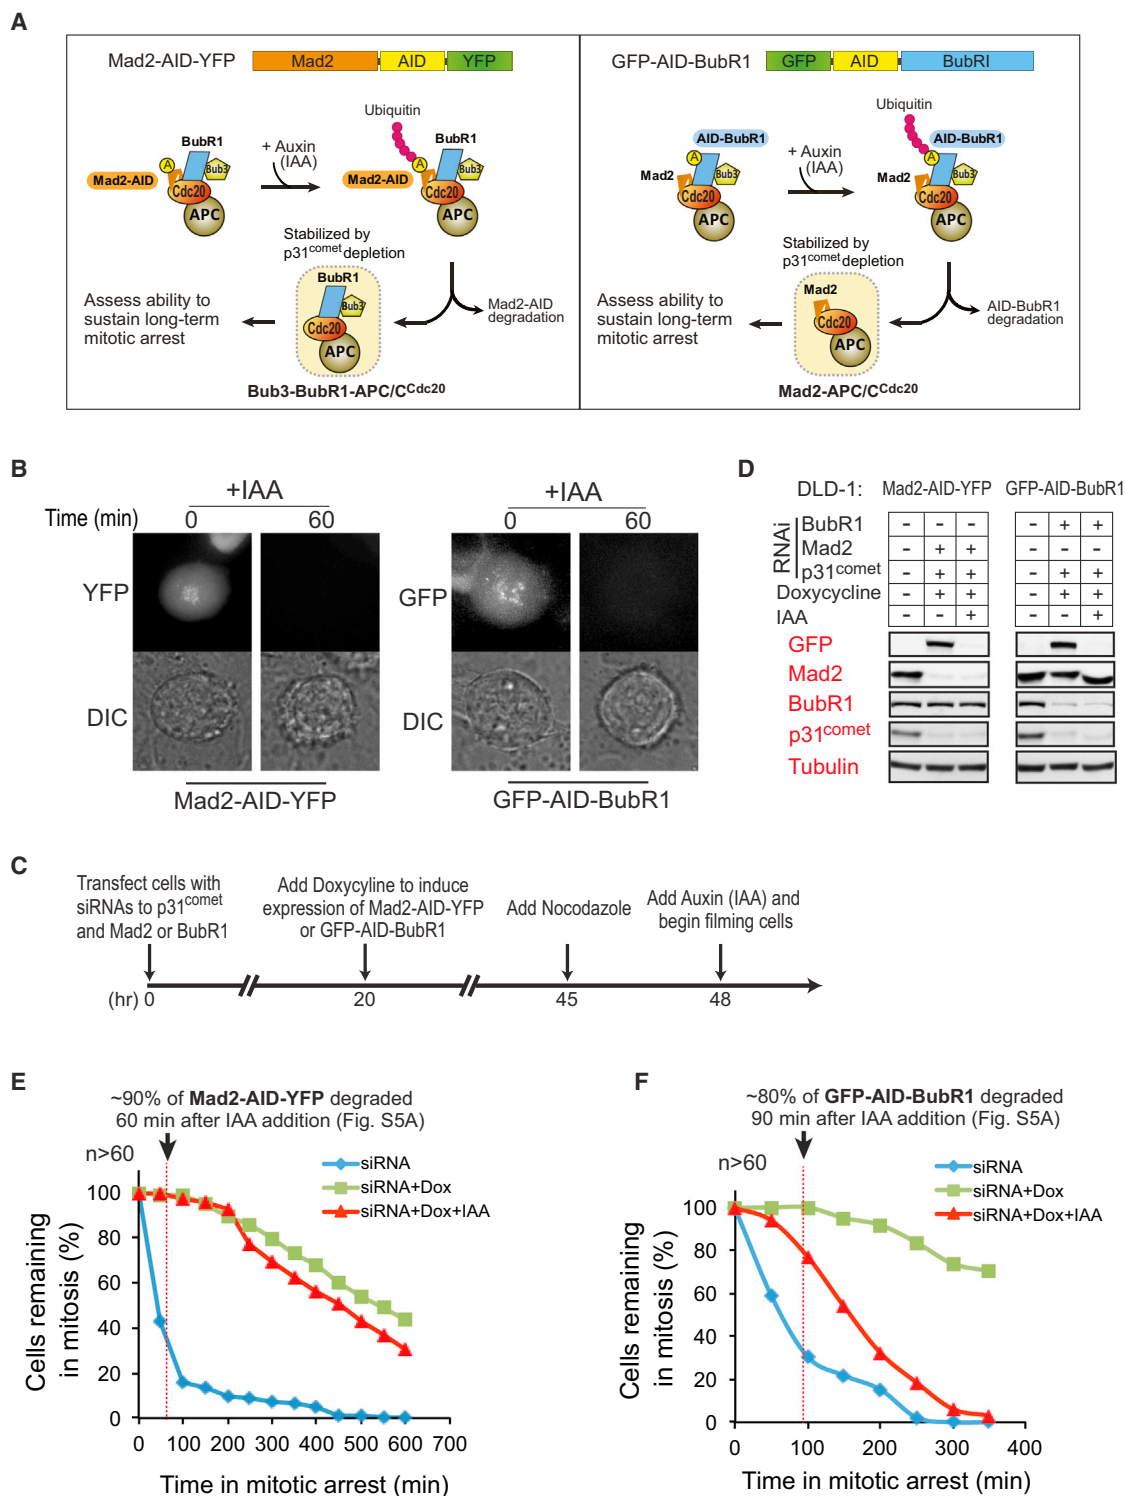 A
Mad2-AID-YFP
Mad2
AID
YFP
Ubiquitin
BubR1
A
Mad2-AID
Cdc20
Bub3
APC
+ Auxin
(IAA)
BubR1
A
Mad2-AID
Cdc20
Bub3
APC
Stabilized by
p31comet depletion
BubR1
Bub3
Cdc20
APC
Mad2-AID
degradation
Assess ability to
sustain long-term
mitotic arrest
Bub3-BubR1-APC/CCdc20
GFP-AID-BubR1
GFP
AID
BubRI
Ubiquitin
AID-BubR1
A
Mad2
Cdc20
Bub3
APC
+ Auxin
(IAA)
AID-BubR1
A
Mad2
Cdc20
Bub3
APC
Stabilized by
p31comet depletion
Mad2
Cdc20
APC
AID-BubR1
degradation
Assess ability to
sustain long-term
mitotic arrest
Mad2-APC/CCdc20
B
+IAA
Time (min) 0 60
YFP
DIC
Mad2-AID-YFP
+IAA
0 60
GFP
DIC
GFP-AID-BubR1
D
DLD-1: Mad2-AID-YFP GFP-AID-BubR1
RNAi
BubR1 - - - - + +
Mad2 - + + - - -
p31comet - + + - + +
Doxycycline - + + - + +
IAA - - + - - +
GFP
Mad2
BubR1
p31comet
Tubulin
C
Transfect cells with
siRNAs to p31comet
and Mad2 or BubR1
Add Doxycyline to induce
expression of Mad2-AID-YFP
or GFP-AID-BubR1
Add Nocodazole
Add Auxin (IAA) and
begin filming cells
(hr) 0 20 45 48
E
~90% of Mad2-AID-YFP degraded
60 min after IAA addition (Fig. S5A)
n>60
siRNA
siRNA+Dox
siRNA+Dox+IAA
Cells remaining
in mitosis (%)
100
80
60
40
20
0
0 100 200 300 400 500 600 700
Time in mitotic arrest (min)
F
~80% of GFP-AID-BubR1 degraded
90 min after IAA addition (Fig. S5A)
n>60
siRNA
siRNA+Dox
siRNA+Dox+IAA
Cells remaining
in mitosis (%)
100
80
60
40
20
0
0 100 200 300 400
Time in mitotic arrest (min)